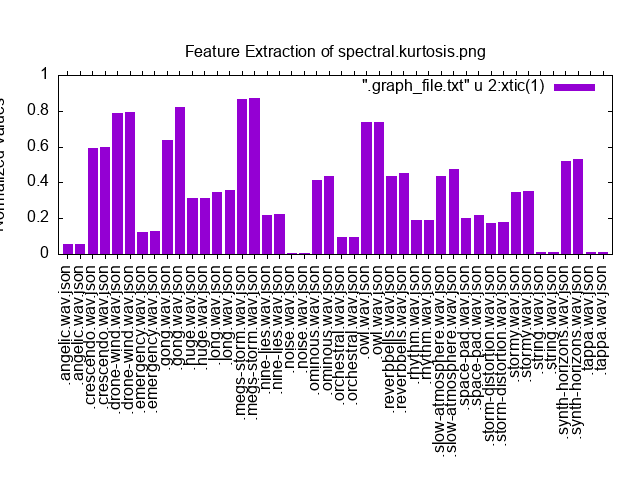 Feature Extraction of spectral.kurtosis.png
".graph_file.txt" u 2:xtic(1)
Normalized Values
1
0.8
0.6
0.4
0.2
0
.angelic.wav.json
.angelic.wav.json
.crescendo.wav.json
.crescendo.wav.json
.drone-wind.wav.json
.drone-wind.wav.json
.emergency.wav.json
.emergency.wav.json
.gong.wav.json
.gong.wav.json
.huge.wav.json
.huge.wav.json
.long.wav.json
.long.wav.json
.megs-storm.wav.json
.megs-storm.wav.json
.nine-lies.wav.json
.nine-lies.wav.json
.noise.wav.json
.noise.wav.json
.ominous.wav.json
.ominous.wav.json
.orchestral.wav.json
.orchestral.wav.json
.owl.wav.json
.owl.wav.json
.reverbbells.wav.json
.reverbbells.wav.json
.rhythm.wav.json
.rhythm.wav.json
.slow-atmosphere.wav.json
.slow-atmosphere.wav.json
.space-pad.wav.json
.space-pad.wav.json
.storm-distortion.wav.json
.storm-distortion.wav.json
.stormy.wav.json
.stormy.wav.json
.string.wav.json
.string.wav.json
.synth-horizons.wav.json
.synth-horizons.wav.json
.tappa.wav.json
.tappa.wav.json